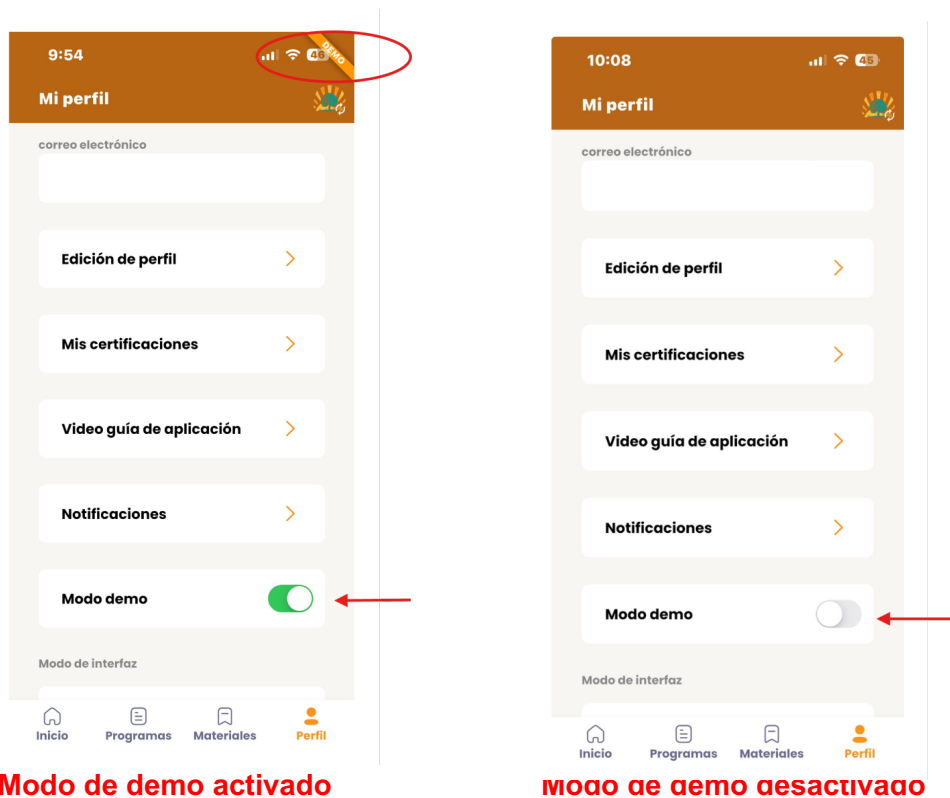 9:54
46
DEMO
Mi perfil
correo electrónico
Edición de perfil
Mis certificaciones
Video guía de aplicación
Notificaciones
Modo demo
Modo de interfaz
Inicio Programas Materiales Perfil
Modo de demo activado
10:08
45
Mi perfil
correo electrónico
Edición de perfil
Mis certificaciones
Video guía de aplicación
Notificaciones
Modo demo
Modo de interfaz
Inicio Programas Materiales Perfil
Modo de demo desactivado